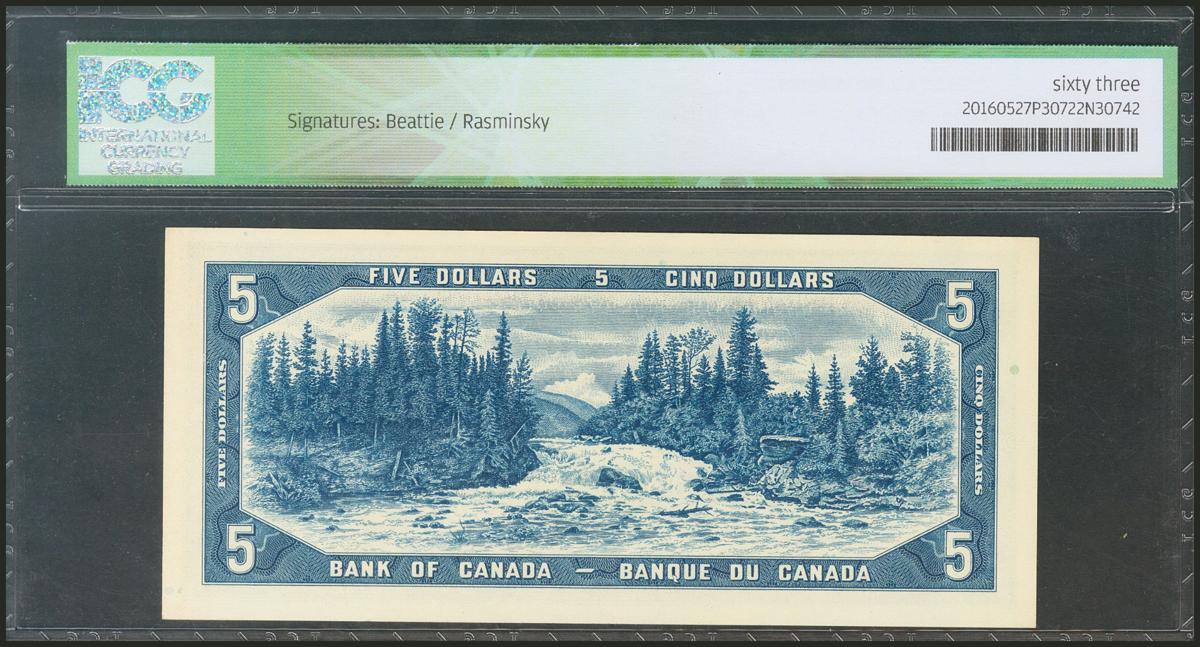 ICG
INTERNATIONAL
CURRENCY
GRADING
Signatures: Beattie / Rasminsky
sixty three
20160527P30722N30742
FIVE DOLLARS 5 CINQ DOLLARS
5 5
FIVE DOLLARS
CINQ DOLLARS
5 5
BANK OF CANADA – BANQUE DU CANADA